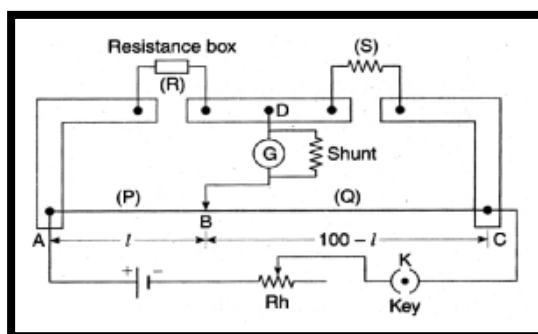 Resistance box
(R)
(S)
D
G
Shunt
(P)
(Q)
A
B
C
l
100 – l
+
–
Rh
K
Key